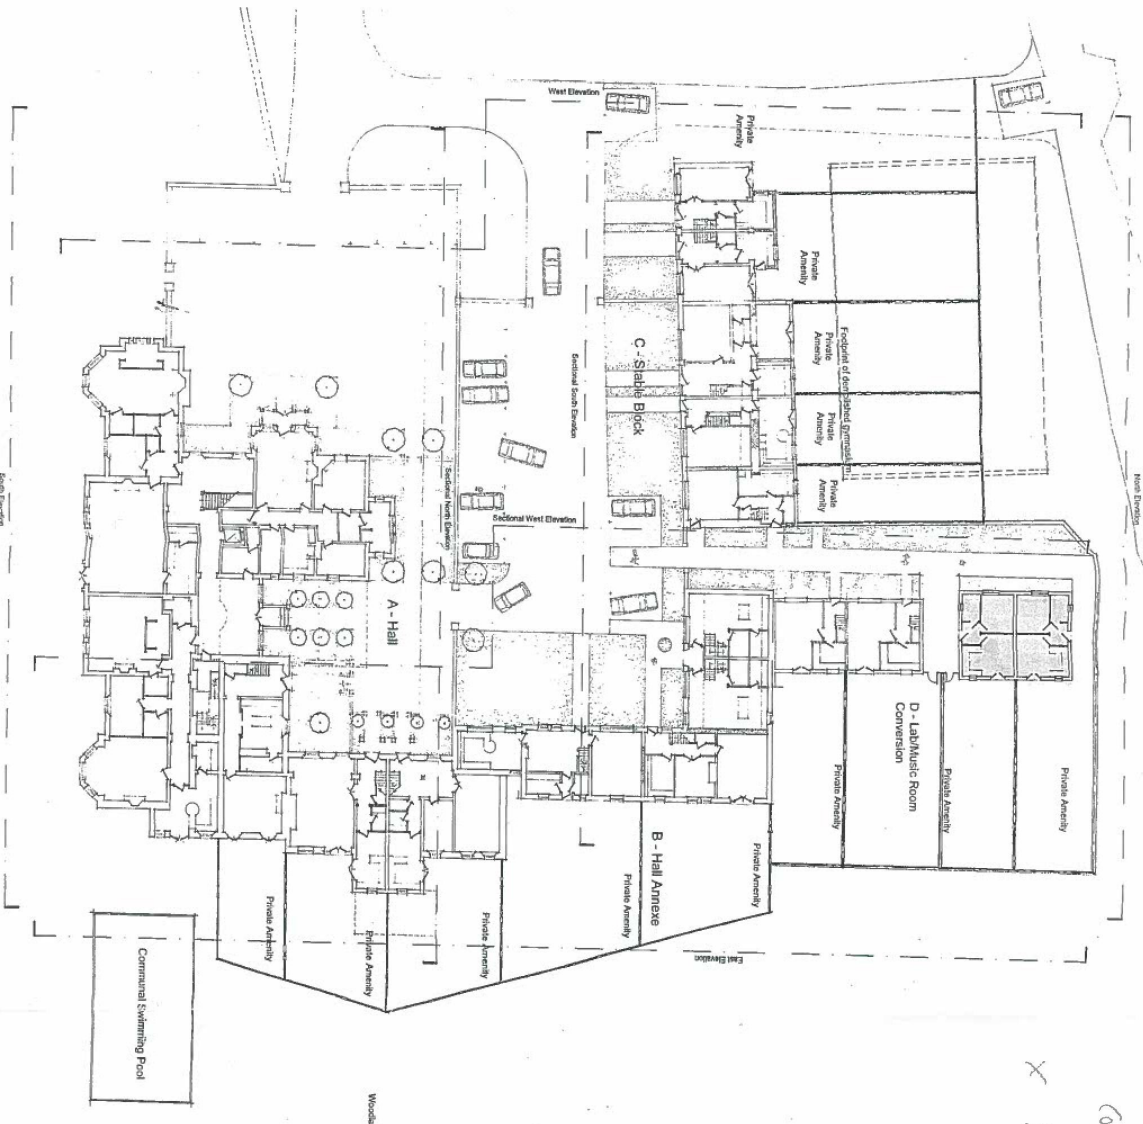 West Elevation
Private
Amenity
Private
Amenity
Footprint of demolished gymnasium
Private
Amenity
Private
Amenity
Private
Amenity
C - Stable Block
Sectional South Elevation
Sectional North Elevation
Sectional West Elevation
North Elevation
South Elevation
A - Hall
D - Lab/Music Room
Conversion
Private Amenity
Private Amenity
Private Amenity
B - Hall Annexe
Private Amenity
Private Amenity
Private Amenity
Private Amenity
Private Amenity
East Elevation
Communal Swimming Pool